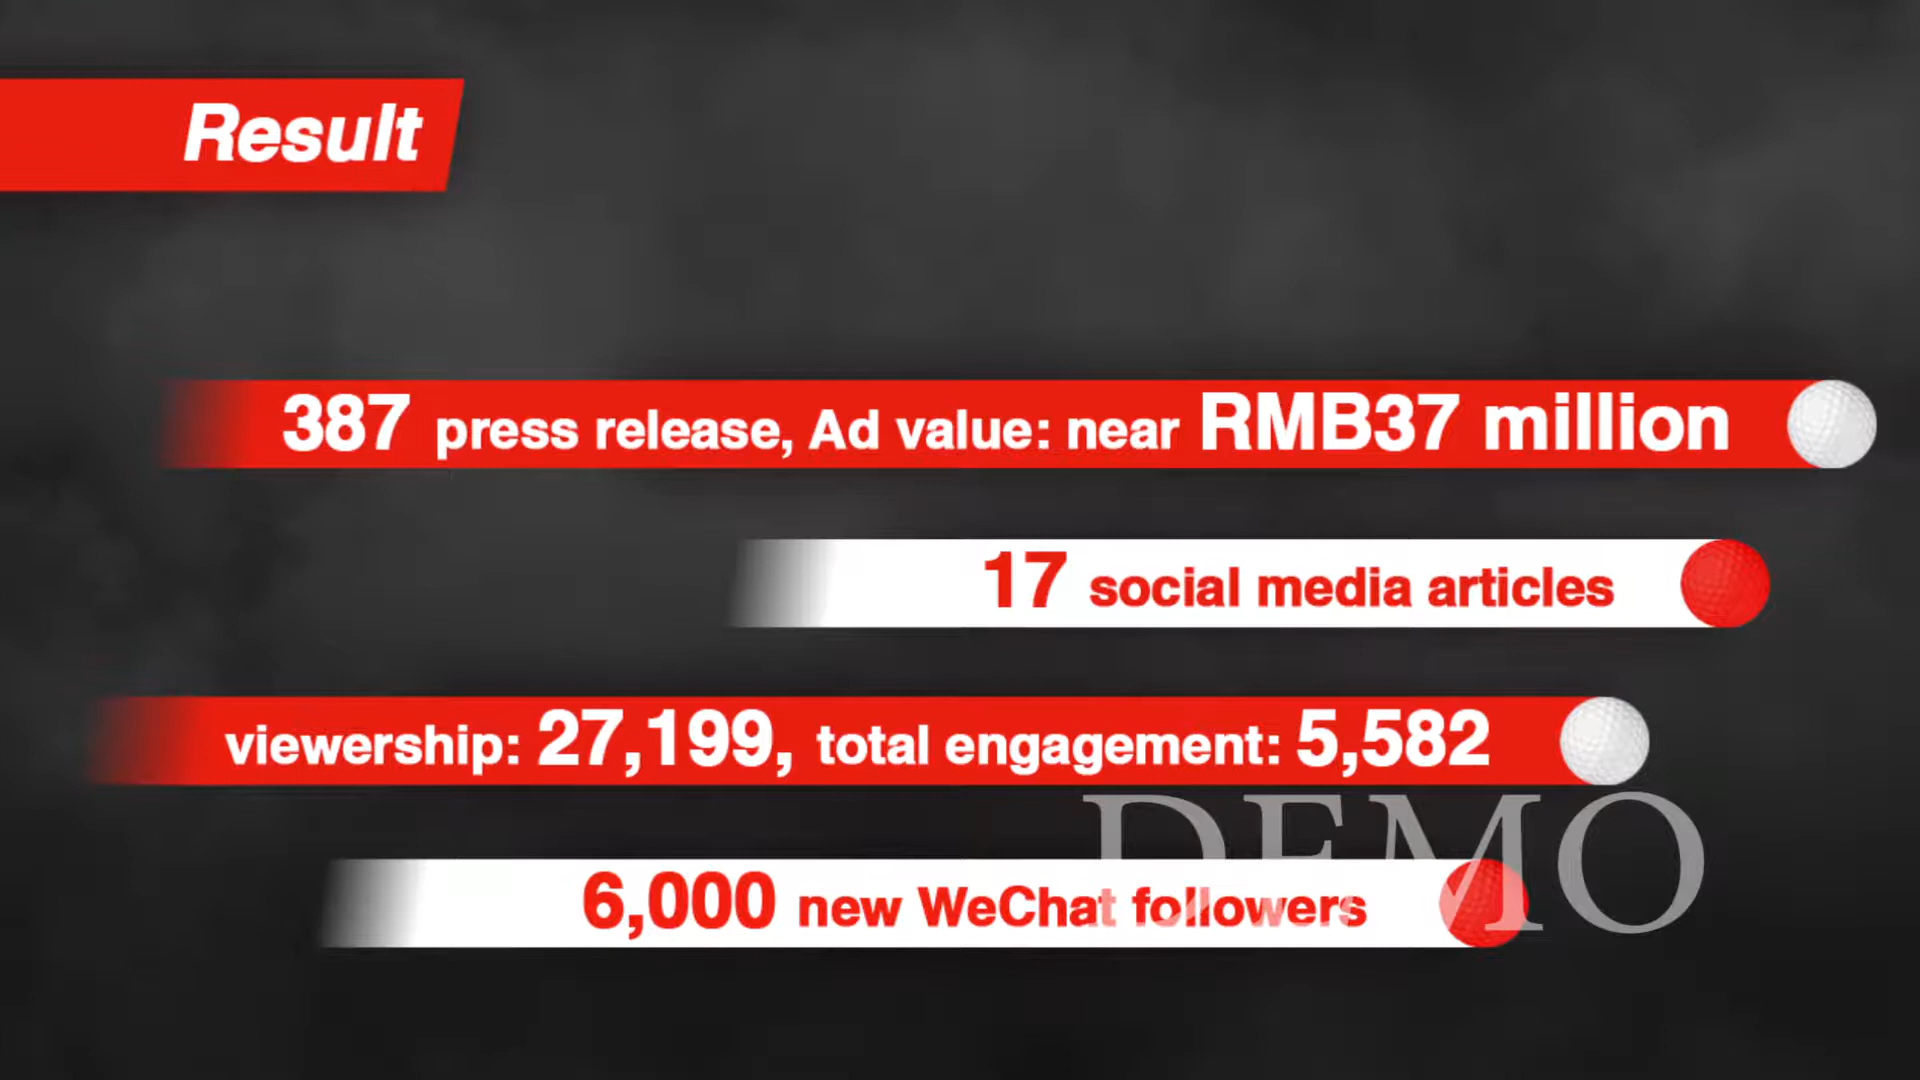 Result
387 press release, Ad value: near RMB37 million
17 social media articles
viewership: 27,199, total engagement: 5,582
6,000 new WeChat followers
DEMO